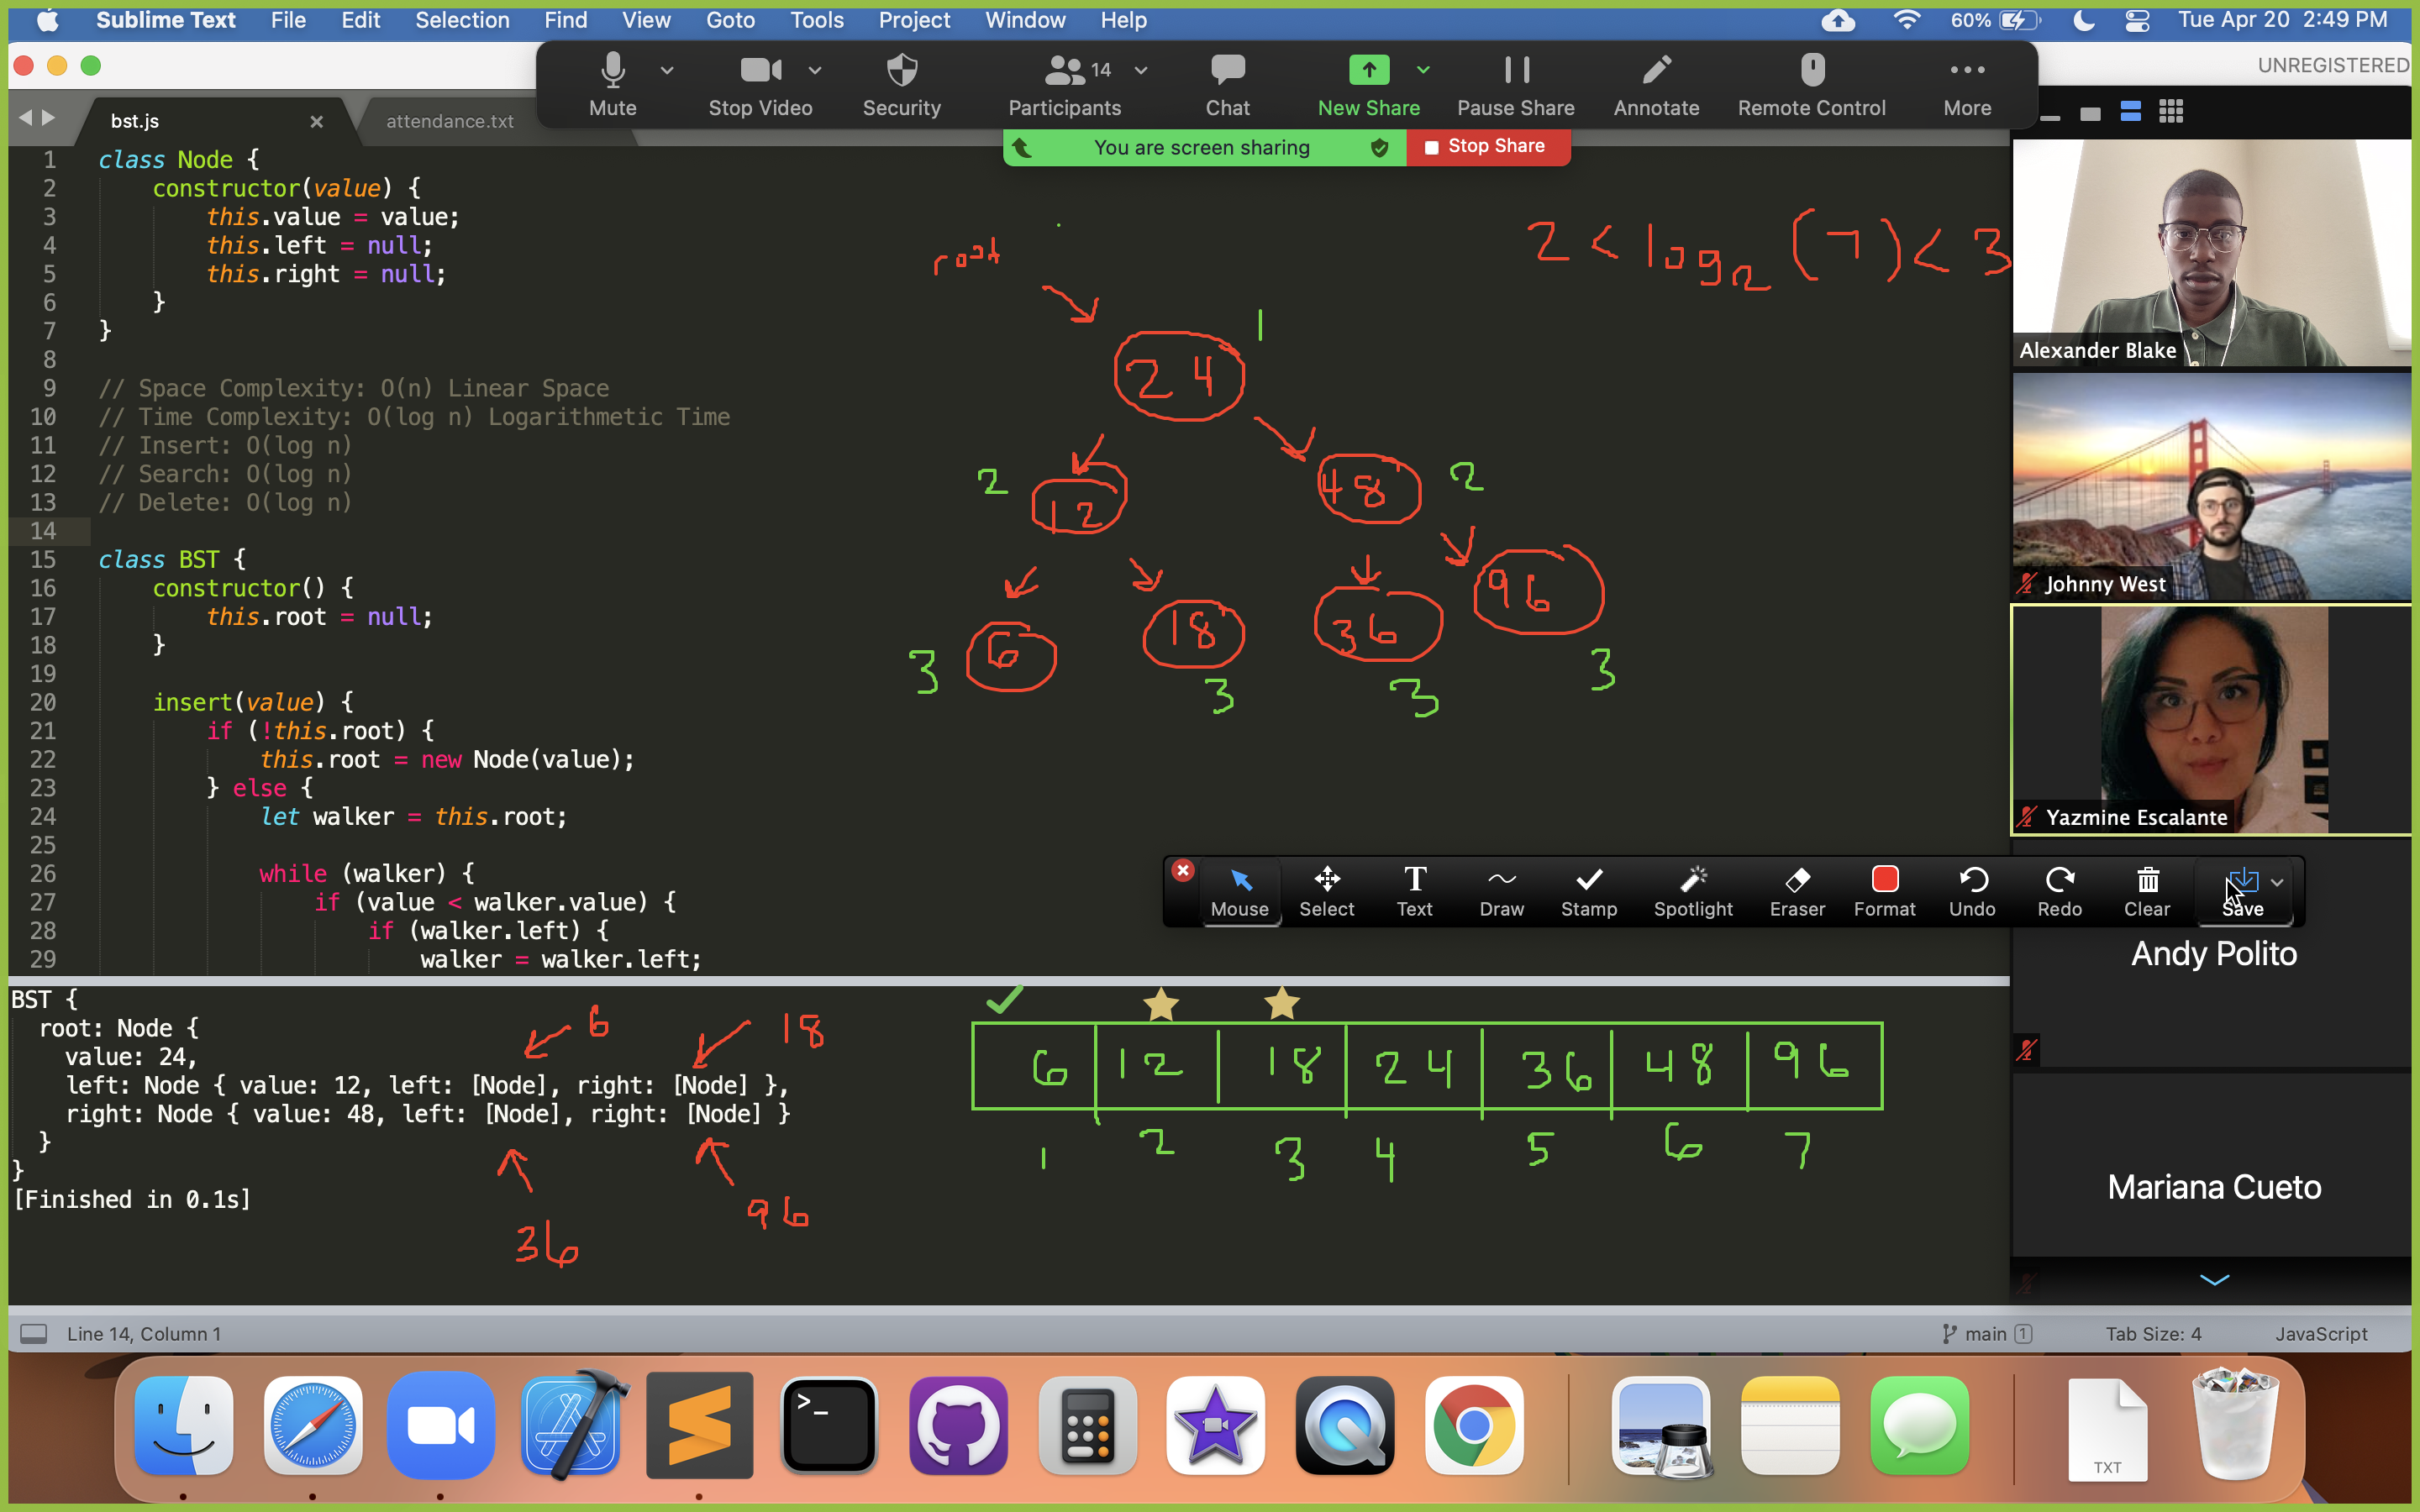 Sublime Text File Edit Selection Find View Goto Tools Project Window Help 60% Tue Apr 20 2:49 PM
UNREGISTERED
Mute Stop Video Security Participants 14 Chat New Share Pause Share Annotate Remote Control More
You are screen sharing Stop Share
bst.js attendance.txt
1 class Node {
2 constructor(value) {
3 this.value = value;
4 this.left = null;
5 this.right = null;
6 }
7 }
8
9 // Space Complexity: O(n) Linear Space
10 // Time Complexity: O(log n) Logarithmetic Time
11 // Insert: O(log n)
12 // Search: O(log n)
13 // Delete: O(log n)
14
15 class BST {
16 constructor() {
17 this.root = null;
18 }
19
20 insert(value) {
21 if (!this.root) {
22 this.root = new Node(value);
23 } else {
24 let walker = this.root;
25
26 while (walker) {
27 if (value < walker.value) {
28 if (walker.left) {
29 walker = walker.left;
root
2 < log2 (7) < 3
24 1
2 12 48 2
3 6 18 3 36 3 96 3
Alexander Blake
Johnny West
Yazmine Escalante
Mouse Select Text Draw Stamp Spotlight Eraser Format Undo Redo Clear Save
Andy Polito
Mariana Cueto
BST {
root: Node {
value: 24,
left: Node { value: 12, left: [Node], right: [Node] },
right: Node { value: 48, left: [Node], right: [Node] }
}
}
[Finished in 0.1s]
6 18
36 96
6 12 18 24 36 48 96
1 2 3 4 5 6 7
Line 14, Column 1 main 1 Tab Size: 4 JavaScript
>_
TXT